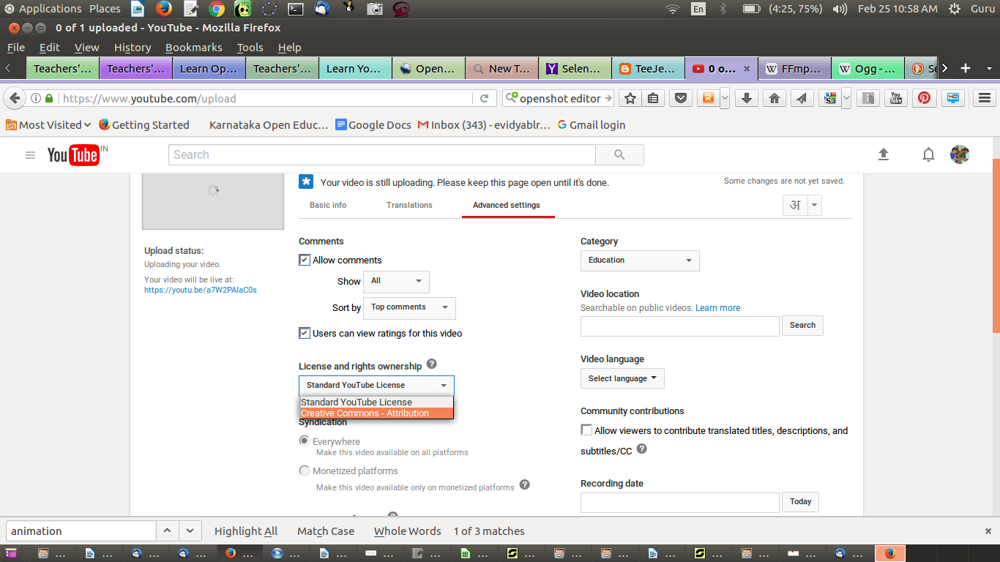 Applications Places En (4:25, 75%) Feb 25 10:58 AM Guru
0 of 1 uploaded - YouTube - Mozilla Firefox
File Edit View History Bookmarks Tools Help
Teachers'... Teachers'... Learn Op... Teachers'... Learn Yo... Open... New T... Selen... TeeJe... 0 o... FFmp... Ogg - ... Se
https://www.youtube.com/upload openshot editor
Most Visited Getting Started Karnataka Open Educ... Google Docs Inbox (343) - evidyablr... Gmail login
YouTube IN Search
Your video is still uploading. Please keep this page open until it's done. Some changes are not yet saved.
Basic info Translations Advanced settings अ
Upload status:
Uploading your video.
Your video will be live at:
https://youtu.be/a7W2PAIaC0s
Comments
Allow comments
Show All
Sort by Top comments
Users can view ratings for this video
License and rights ownership ?
Standard YouTube License
Standard YouTube License
Creative Commons - Attribution
Syndication
Everywhere
Make this video available on all platforms
Monetized platforms
Make this video available only on monetized platforms ?
Category
Education
Video location
Searchable on public videos. Learn more
Search
Video language
Select language
Community contributions
Allow viewers to contribute translated titles, descriptions, and
subtitles/CC ?
Recording date
Today
animation Highlight All Match Case Whole Words 1 of 3 matches